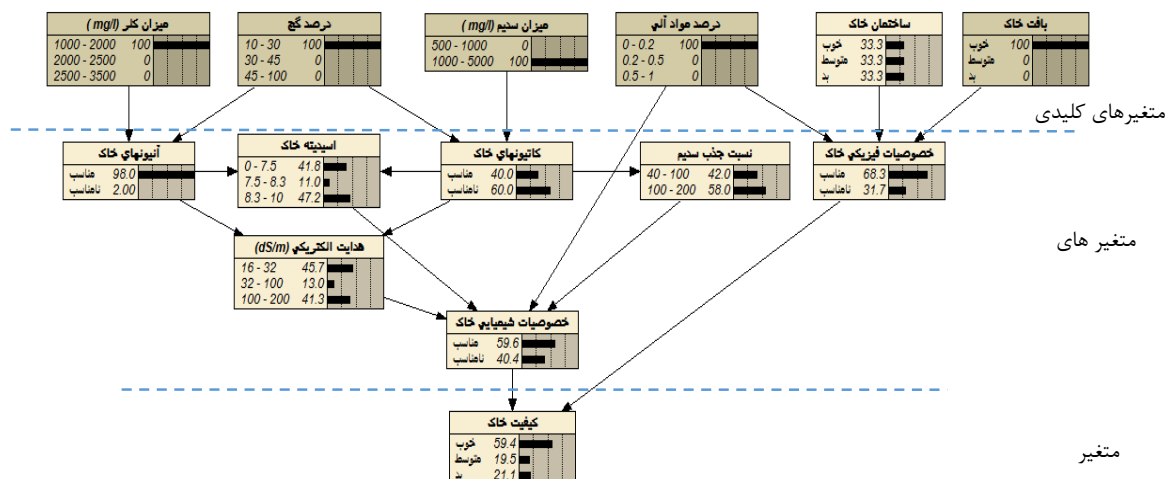 میزان کلر (mg/l )
1000 - 2000 100
2000 - 2500 0
2500 - 3500 0
درصد گچ
10 - 30 100
30 - 45 0
45 - 100 0
میزان سدیم (mg/l )
500 - 1000 0
1000 - 5000 100
درصد مواد آلي
0 - 0.2 100
0.2 - 0.5 0
0.5 - 1 0
ساختمان خاک
خوب 33.3
متوسط 33.3
بد 33.3
بافت خاک
خوب 100
متوسط 0
بد 0
متغیرهای کلیدی
آنيونهاي خاک
مناسب 98.0
نامناسب 2.00
اسیدیته خاک
0 - 7.5 41.8
7.5 - 8.3 11.0
8.3 - 10 47.2
کاتيونهاي خاک
مناسب 40.0
نامناسب 60.0
نسبت جذب سدیم
40 - 100 42.0
100 - 200 58.0
خصوصیات فیزیکي خاک
مناسب 68.3
نامناسب 31.7
متغیر های
هدایت الکتریکي (dS/m)
16 - 32 45.7
32 - 100 13.0
100 - 200 41.3
خصوصیات شیمیایي خاک
مناسب 59.6
نامناسب 40.4
کیفیت خاک
خوب 59.4
متوسط 19.5
بد 21.1
متغیر